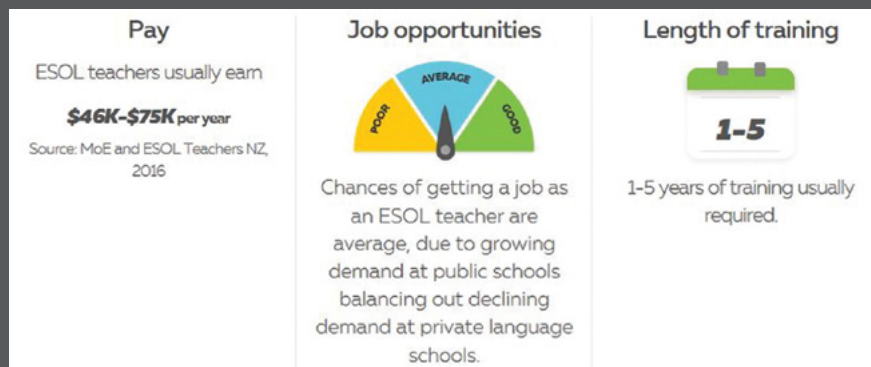 Pay
ESOL teachers usually earn
$46K-$75K per year
Source: MoE and ESOL Teachers NZ,
2016
Job opportunities
POOR
AVERAGE
GOOD
Chances of getting a job as
an ESOL teacher are
average, due to growing
demand at public schools
balancing out declining
demand at private language
schools.
Length of training
1-5
1-5 years of training usually
required.